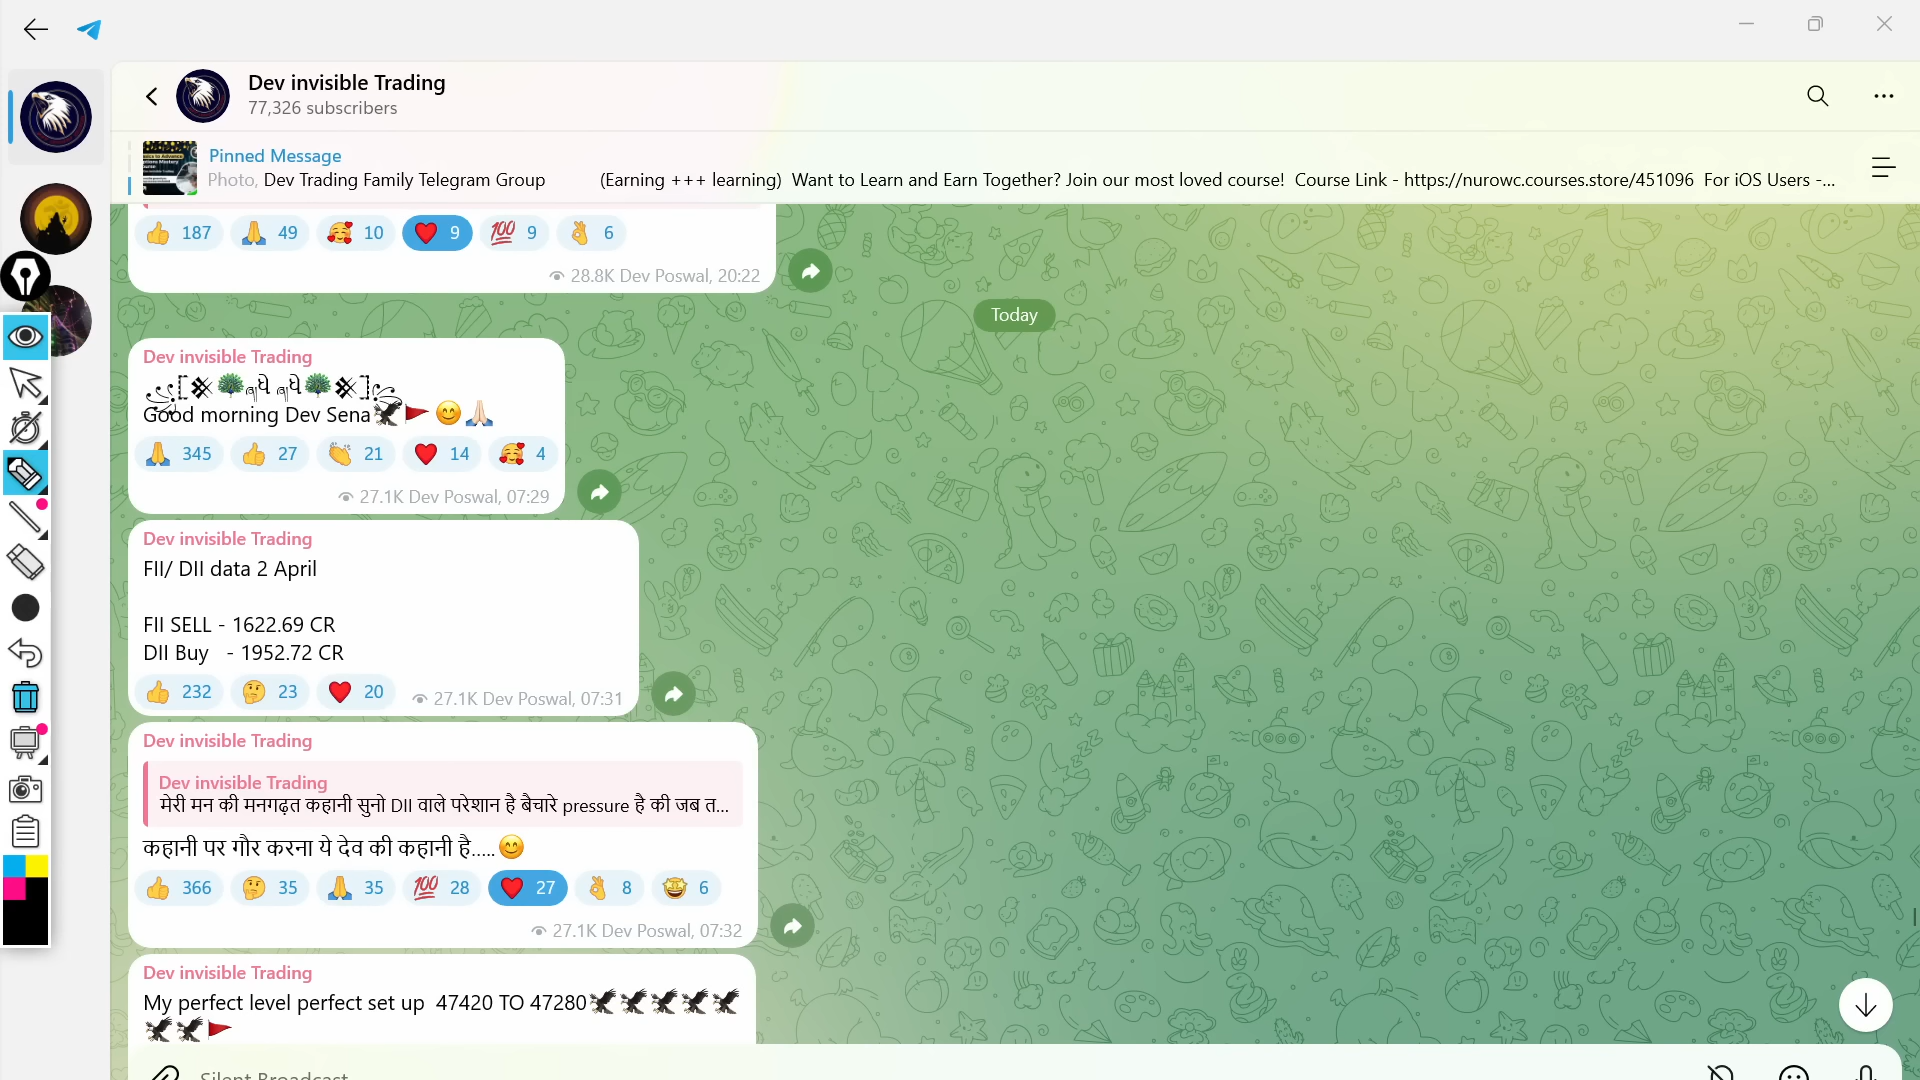 Dev invisible Trading
77,326 subscribers
Pinned Message
Photo, Dev Trading Family Telegram Group (Earning +++ learning) Want to Learn and Earn Together? Join our most loved course! Course Link - https://nurowc.courses.store/451096 For iOS Users -...
👍 187 🙏 49 🥰 10 ❤️ 9 💯 9 👌 6
28.8K Dev Poswal, 20:22
Today
Dev invisible Trading
Good morning Dev Sena 🦅🚩😊🙏🏻
🙏 345 👍 27 👏 21 ❤️ 14 🥰 4
27.1K Dev Poswal, 07:29
Dev invisible Trading
FII/ DII data 2 April
FII SELL - 1622.69 CR
DII Buy - 1952.72 CR
👍 232 🤔 23 ❤️ 20
27.1K Dev Poswal, 07:31
Dev invisible Trading
Dev invisible Trading
मेरी मन की मनगढ़त कहानी सुनो DII वाले परेशान है बेचारे pressure है की जब त...
कहानी पर गौर करना ये देव की कहानी है..... 😊
👍 366 🤔 35 🙏 35 💯 28 ❤️ 27 👌 8 🤩 6
27.1K Dev Poswal, 07:32
Dev invisible Trading
My perfect level perfect set up 47420 TO 47280🦅🦅🦅🦅🦅
🦅🦅🚩
Silent Broadcast